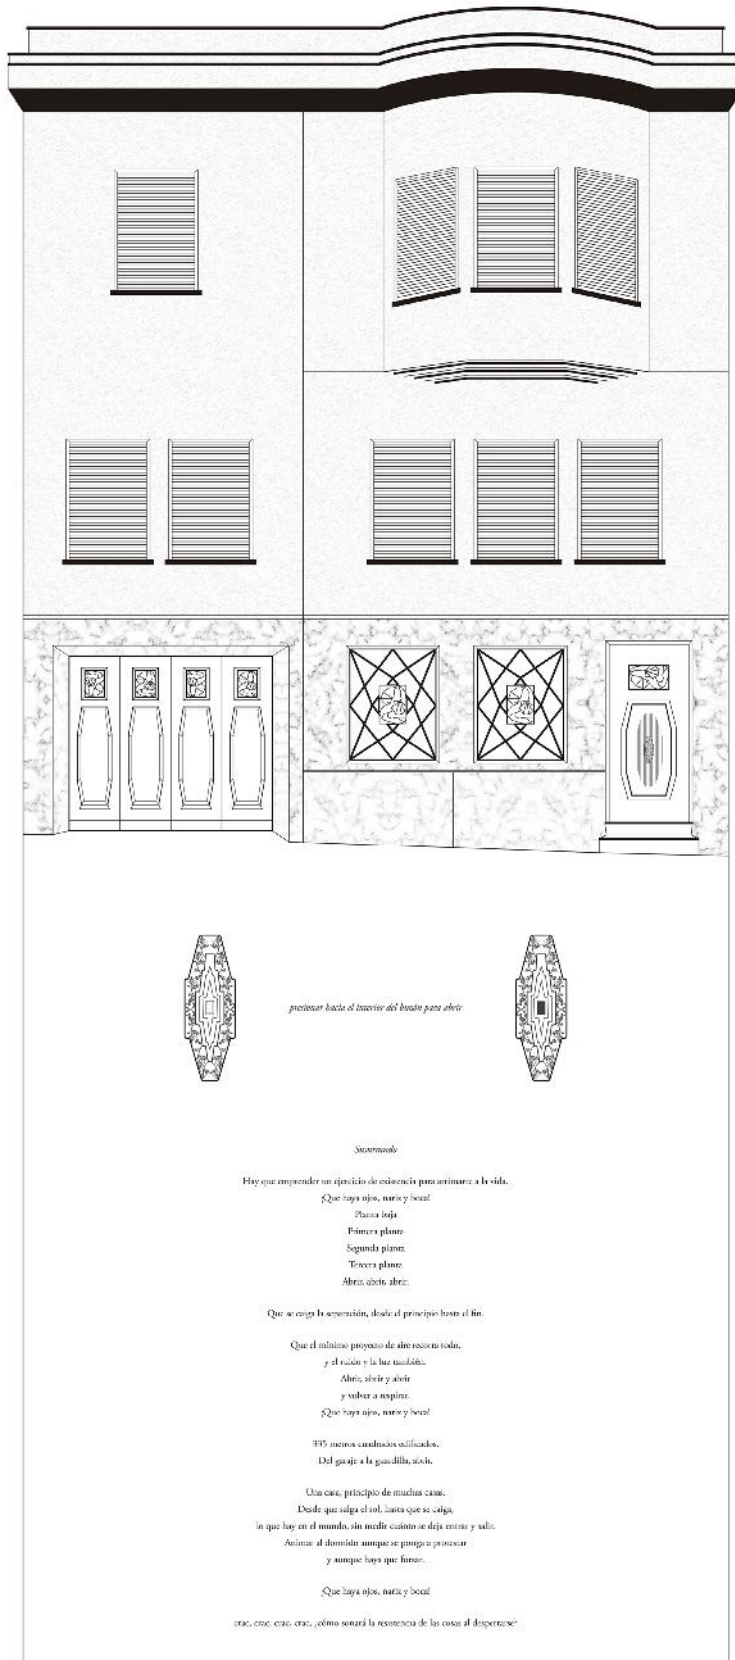 presionar hacia el interior del buzón para abrir
Susurrando
Hay que emprender un ejercicio de existencia para arrimarte a la vida.
¡Que haya ojos, nariz y boca!
Planta baja
Primera planta
Segunda planta
Tercera planta
Abrir, abrir, abrir.
Que se caiga la separación, desde el principio hasta el fin.
Que el mínimo proyecto de aire recorra todo,
y el ruido y la luz también.
Abrir, abrir y abrir
y volver a respirar.
¡Que haya ojos, nariz y boca!
335 metros cuadrados edificados.
Del garaje a la guardilla, abrir.
Una casa, principio de muchas casas.
Desde que salga el sol, hasta que se caiga,
lo que hay en el mundo, sin medir cuánto se deja entrar y salir.
Animar al dormido aunque se ponga a protestar
y aunque haya que forzar.
¡Que haya ojos, nariz y boca!
crac, crac, crac, crac, ¿cómo sonará la resistencia de las cosas al despertarse?